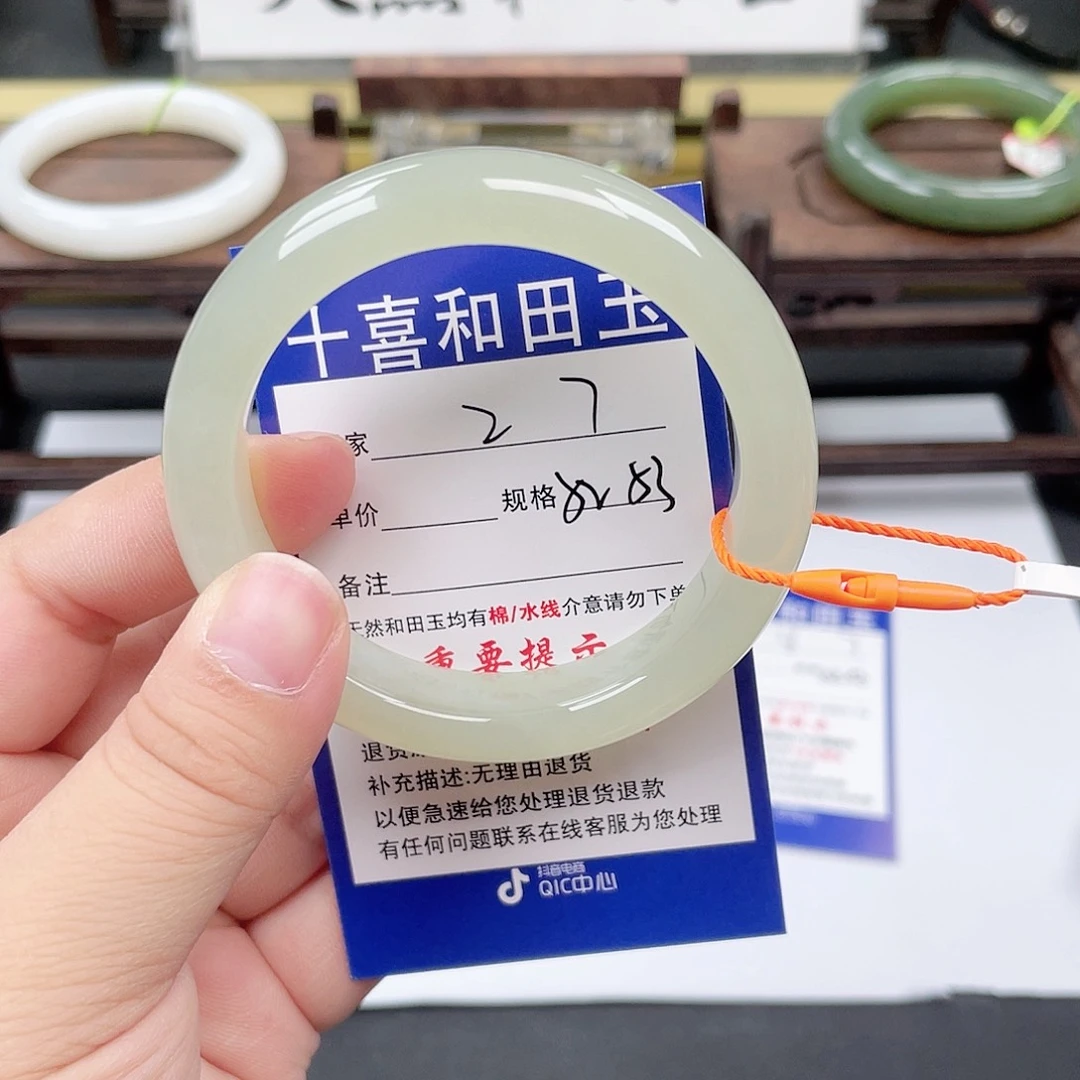 十喜和田玉
家 27
单价 规格
备注
天然和田玉均有棉/水线介意请勿下单
重要提示
退货
补充描述:无理由退货
以便急速给您处理退货退款
有任何问题联系在线客服为您处理
抖音电商
QIC中心